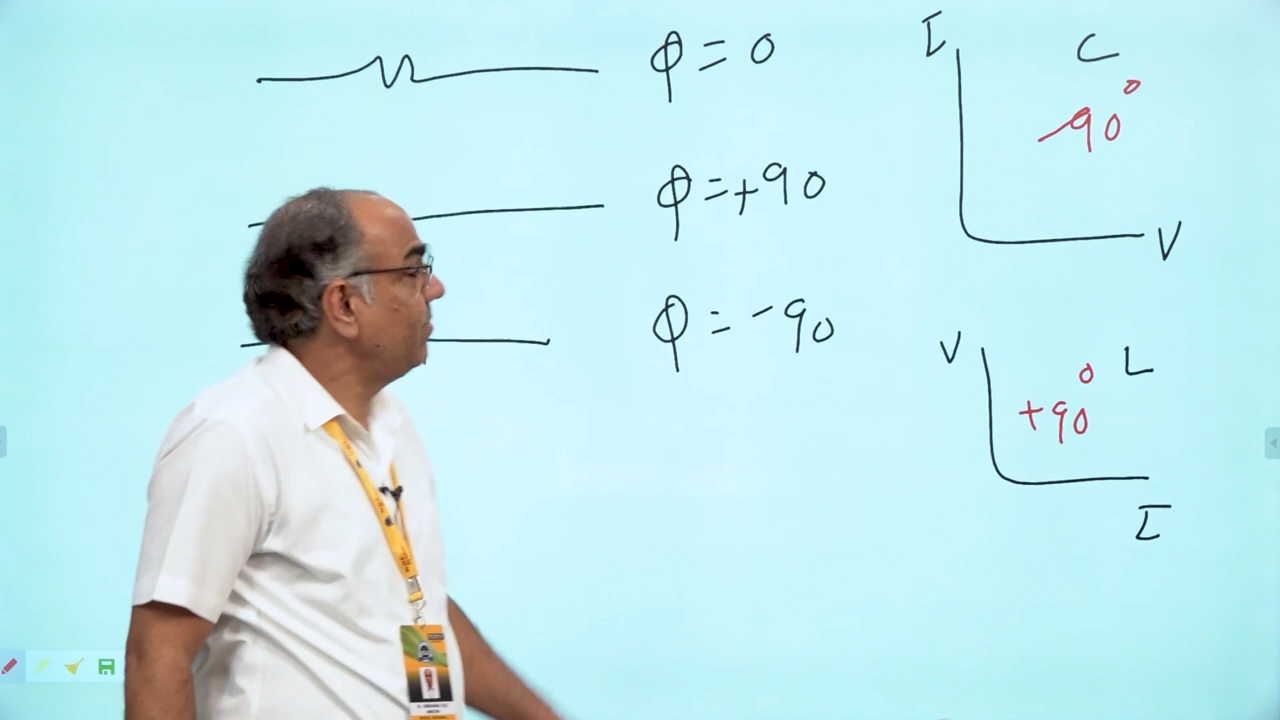 ϕ = 0
ϕ = +90
ϕ = -90
I
C
-90°
V
V
L
+90°
I